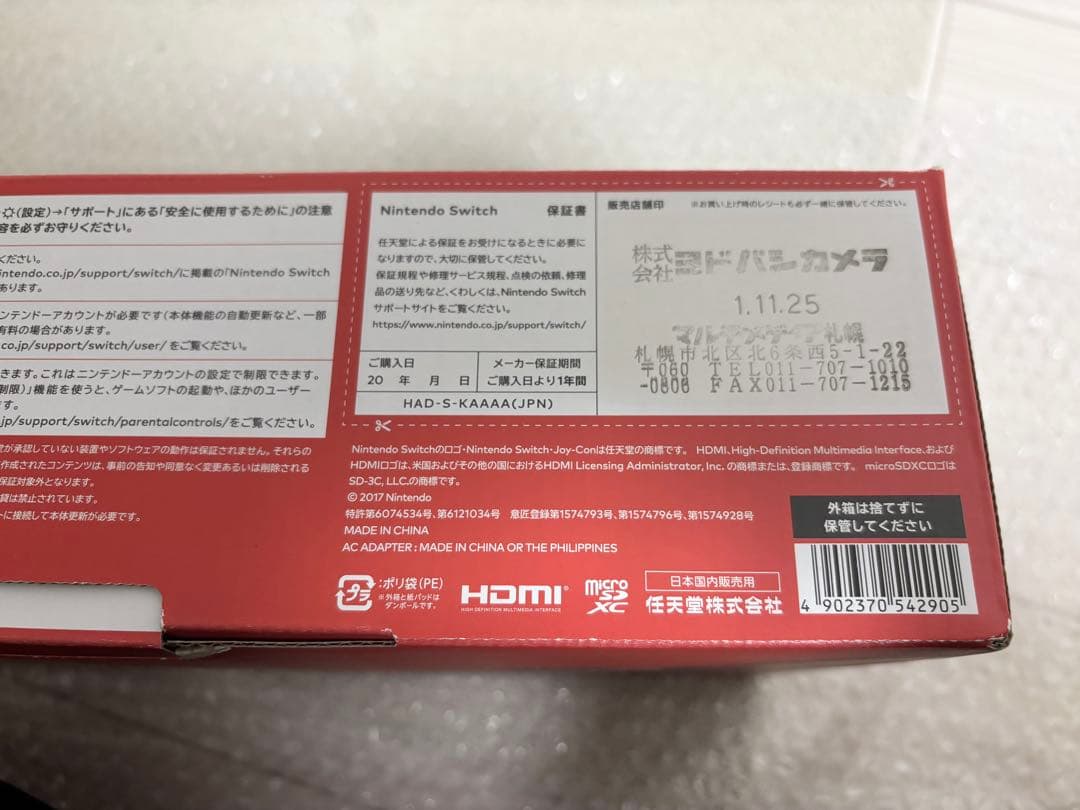 (設定)→「サポート」にある「安全に使用するために」の注意
容を必ずお守りください。
ください。
intendo.co.jp/support/switch/に掲載の「Nintendo Switch
あります。
ンテンドーアカウントが必要です(本体機能の自動更新など、一部
有料の場合があります。
.co.jp/support/switch/user/ をご覧ください。
きます。これはニンテンドーアカウントの設定で制限できます。
制限)」機能を使うと、ゲームソフトの起動や、ほかのユーザー
ます。
.jp/support/switch/parentalcontrols/をご覧ください。
が承認していない装置やソフトウェアの動作は保証されません。それらの
作成されたコンテンツは、事前の告知や同意なく変更あるいは削除される
保証対象外となります。
貸は禁止されています。
ットに接続して本体更新が必要です。
Nintendo Switch 保証書
任天堂による保証をお受けになるときに必要に
なりますので、大切に保管してください。
保証規程や修理サービス規程、点検の依頼、修理
品の送り先など、くわしくは、Nintendo Switch
サポートサイトをご覧ください。
https://www.nintendo.co.jp/support/switch/
ご購入日
20 年 月 日
メーカー保証期間
ご購入日より1年間
HAD-S-KAAAA(JPN)
販売店舗印 ※お買い上げ時のレシートも必ず一緒に保管してください。
株式会社ヨドバシカメラ
1.11.25
マルチメディア札幌
札幌市北区北6条西5-1-22
〒060 TEL011-707-1010
-0808 FAX011-707-1215
Nintendo Switchのロゴ・Nintendo Switch・Joy-Conは任天堂の商標です。 HDMI、High-Definition Multimedia Interface、および
HDMIロゴは、米国およびその他の国におけるHDMI Licensing Administrator, Inc. の商標または、登録商標です。 microSDXCロゴは
SD-3C, LLC.の商標です。
© 2017 Nintendo
特許第6074534号、第6121034号 意匠登録第1574793号、第1574796号、第1574928号
MADE IN CHINA
AC ADAPTER : MADE IN CHINA OR THE PHILIPPINES
プラ
:ポリ袋(PE)
※外箱と紙パッドは
ダンボールです。
HDMI®
HIGH DEFINITION MULTIMEDIA INTERFACE
micro
SD
XC
日本国内販売用
任天堂株式会社
外箱は捨てずに
保管してください
4 902370 542905